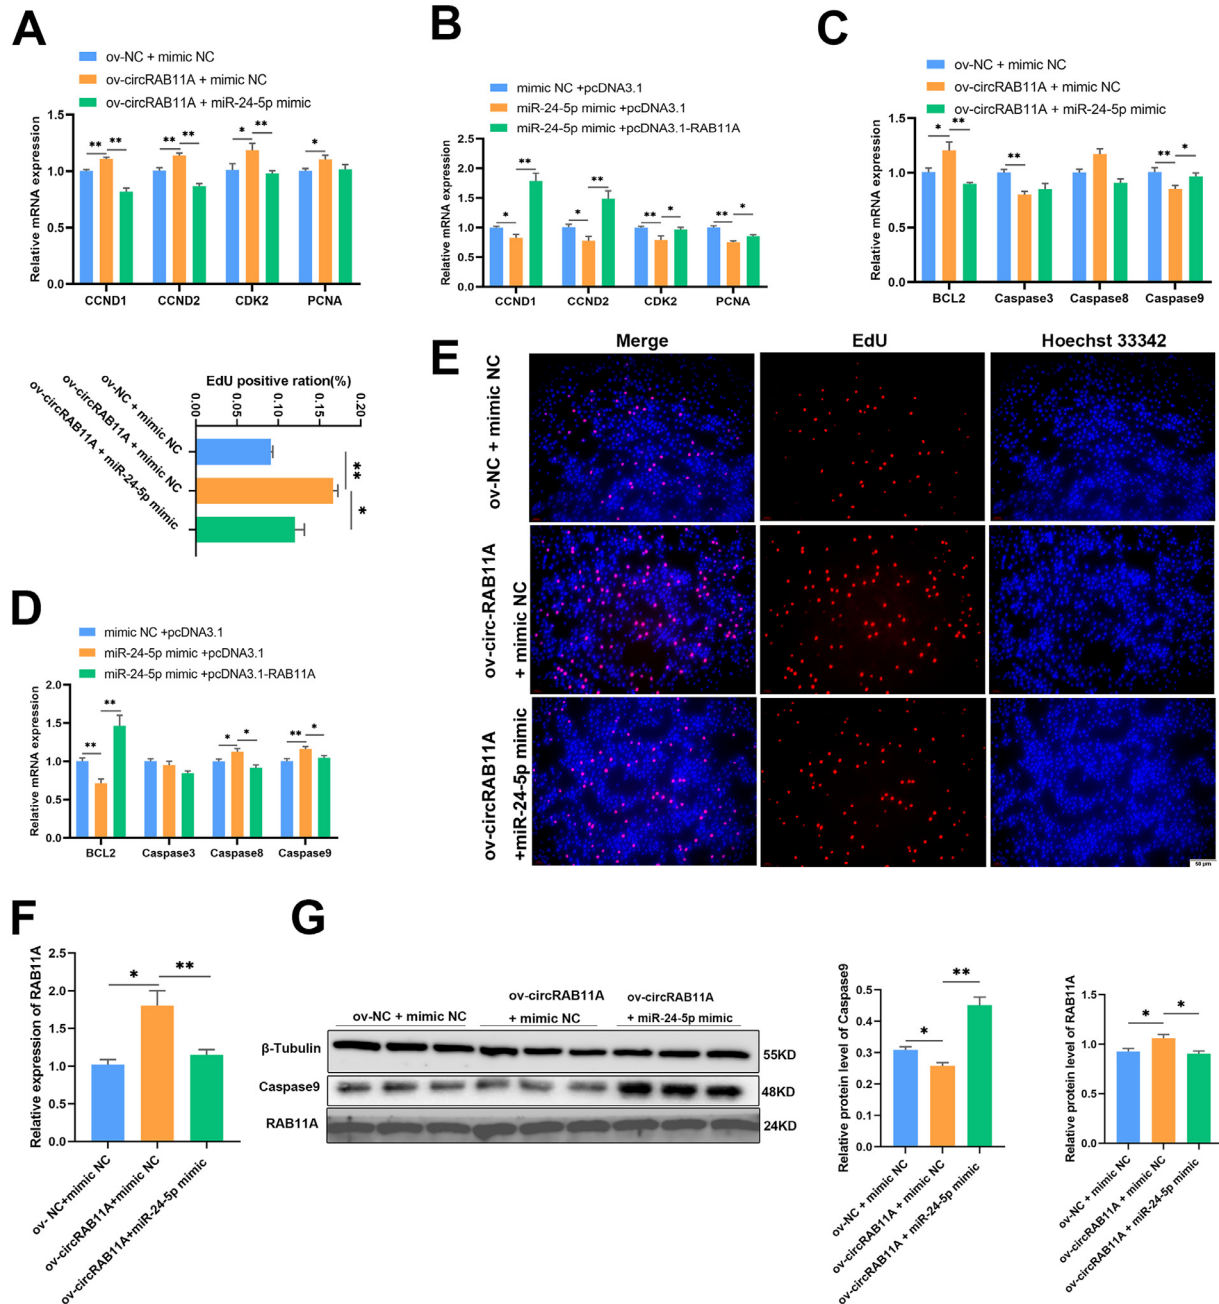 A
ov-NC + mimic NC
ov-circRAB11A + mimic NC
ov-circRAB11A + miR-24-5p mimic
Relative mRNA expression
1.5
1.0
0.5
0.0
** **
** **
* **
*
CCND1 CCND2 CDK2 PCNA
B
mimic NC +pcDNA3.1
miR-24-5p mimic +pcDNA3.1
miR-24-5p mimic +pcDNA3.1-RAB11A
Relative mRNA expression
2.5
2.0
1.5
1.0
0.5
0.0
* **
* **
** *
** *
CCND1 CCND2 CDK2 PCNA
C
ov-NC + mimic NC
ov-circRAB11A + mimic NC
ov-circRAB11A + miR-24-5p mimic
Relative mRNA expression
1.5
1.0
0.5
0.0
* **
**
** *
BCL2 Caspase3 Caspase8 Caspase9
EdU positive ration(%)
0.00 0.05 0.10 0.15 0.20
ov-NC + mimic NC
ov-circRAB11A + mimic NC
ov-circRAB11A + miR-24-5p mimic
**
*
D
mimic NC +pcDNA3.1
miR-24-5p mimic +pcDNA3.1
miR-24-5p mimic +pcDNA3.1-RAB11A
Relative mRNA expression
2.0
1.5
1.0
0.5
0.0
** **
* *
** *
BCL2 Caspase3 Caspase8 Caspase9
E
Merge EdU Hoechst 33342
ov-NC + mimic NC
ov-circ-RAB11A
+ mimic NC
ov-circRAB11A
+miR-24-5p mimic
50 μm
F
Relative expression of RAB11A
2.5
2.0
1.5
1.0
0.5
0.0
* **
ov- NC+mimic NC
ov-circRAB11A+mimic NC
ov-circRAB11A+miR-24-5p mimic
G
ov-NC + mimic NC
ov-circRAB11A
+ mimic NC
ov-circRAB11A
+ miR-24-5p mimic
β-Tubulin 55KD
Caspase9 48KD
RAB11A 24KD
Relative protein level of Caspase9
0.5
0.4
0.3
0.2
0.1
0.0
* **
ov-NC + mimic NC
ov-circRAB11A + mimic NC
ov-circRAB11A + miR-24-5p mimic
Relative protein level of RAB11A
1.5
1.0
0.5
0.0
* *
ov-NC + mimic NC
ov-circRAB11A + mimic NC
ov-circRAB11A + miR-24-5p mimic